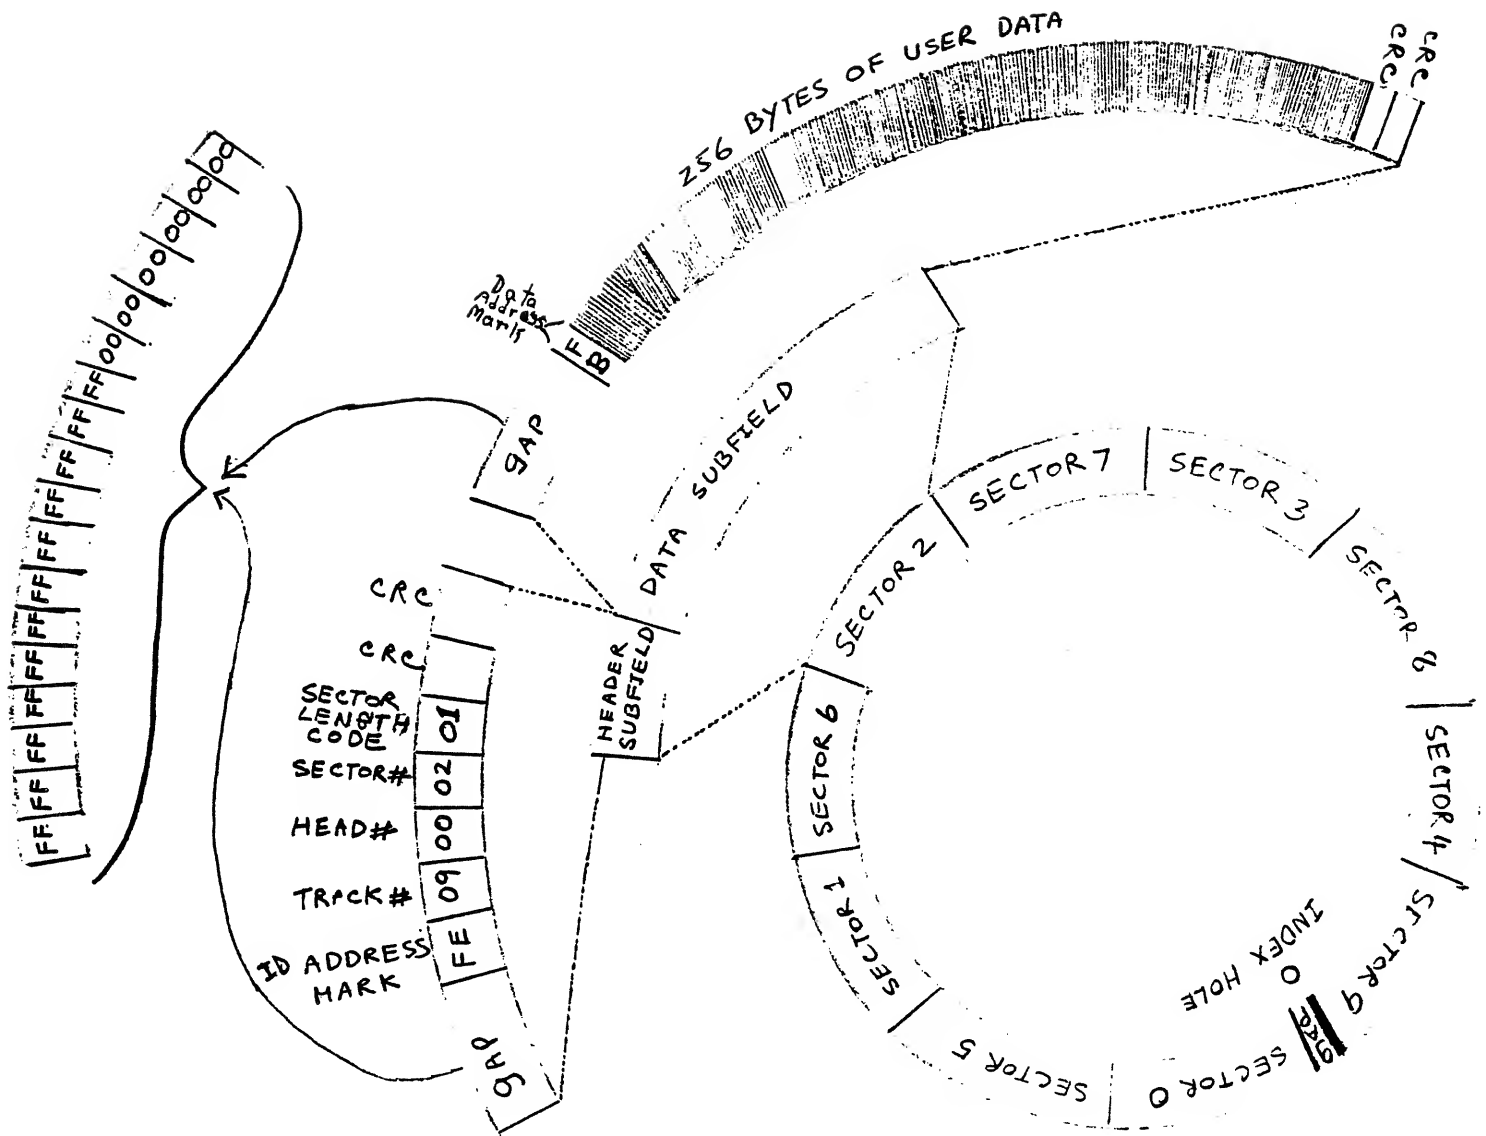 256 BYTES OF USER DATA
CRC
CRC
Data
Address
Mark
FB
00
00
00
00
00
00
FF
FF
FF
FF
FF
FF
FF
FF
FF
FF
FF
gAP
DATA SUBFIELD
HEADER
SUBFIELD
CRC
CRC
SECTOR
LENGTH
CODE
01
SECTOR#
02
HEAD#
00
TRACK#
09
ID ADDRESS
MARK
FE
gAP
SECTOR 7
SECTOR 3
SECTOR 8
SECTOR 4
SECTOR 9
gap
SECTOR 0
SECTOR 5
SECTOR 1
SECTOR 6
SECTOR 2
INDEX HOLE